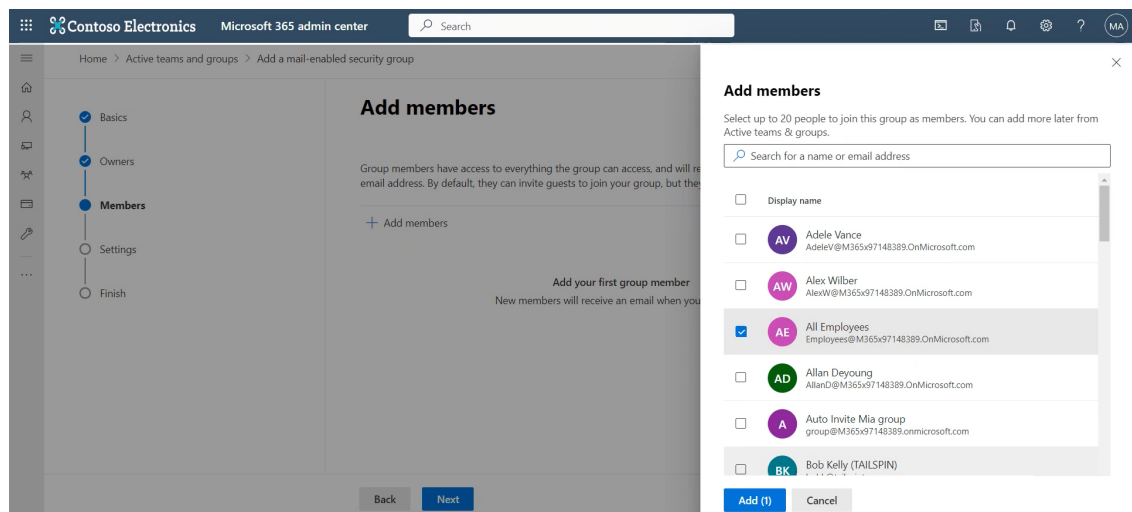 Contoso Electronics Microsoft 365 admin center Search MA
Home > Active teams and groups > Add a mail-enabled security group
Basics
Owners
Members
Settings
Finish
Add members
Group members have access to everything the group can access, and will re
email address. By default, they can invite guests to join your group, but they
+ Add members
Add your first group member
New members will receive an email when you
Back Next
Add members
Select up to 20 people to join this group as members. You can add more later from
Active teams & groups.
Search for a name or email address
Display name
AV Adele Vance
AdeleV@M365x97148389.OnMicrosoft.com
AW Alex Wilber
AlexW@M365x97148389.OnMicrosoft.com
AE All Employees
Employees@M365x97148389.OnMicrosoft.com
AD Allan Deyoung
AllanD@M365x97148389.OnMicrosoft.com
A Auto Invite Mia group
group@M365x97148389.onmicrosoft.com
BK Bob Kelly (TAILSPIN)
Add (1) Cancel